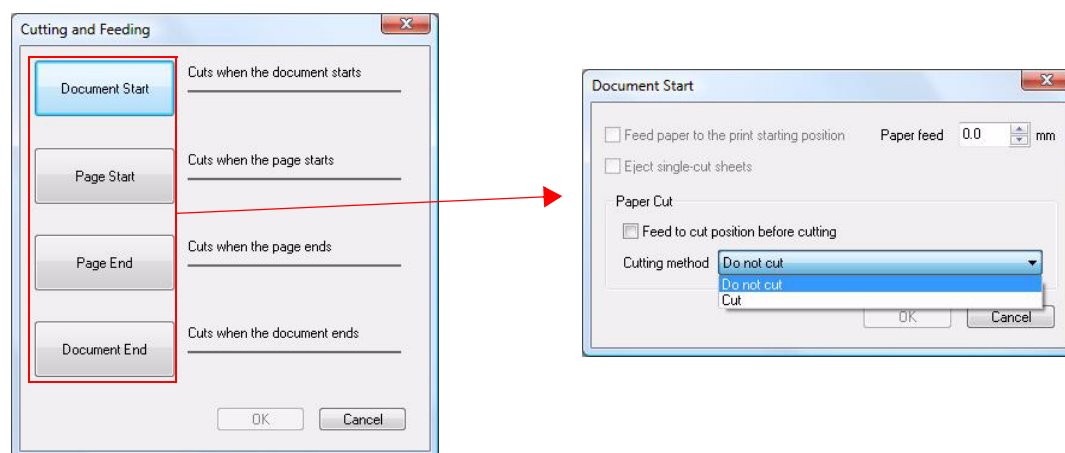 Cutting and Feeding
Document Start
Cuts when the document starts
Page Start
Cuts when the page starts
Page End
Cuts when the page ends
Document End
Cuts when the document ends
OK
Cancel
Document Start
Feed paper to the print starting position
Paper feed 0.0 mm
Eject single-cut sheets
Paper Cut
Feed to cut position before cutting
Cutting method Do not cut
Do not cut
Cut
OK
Cancel